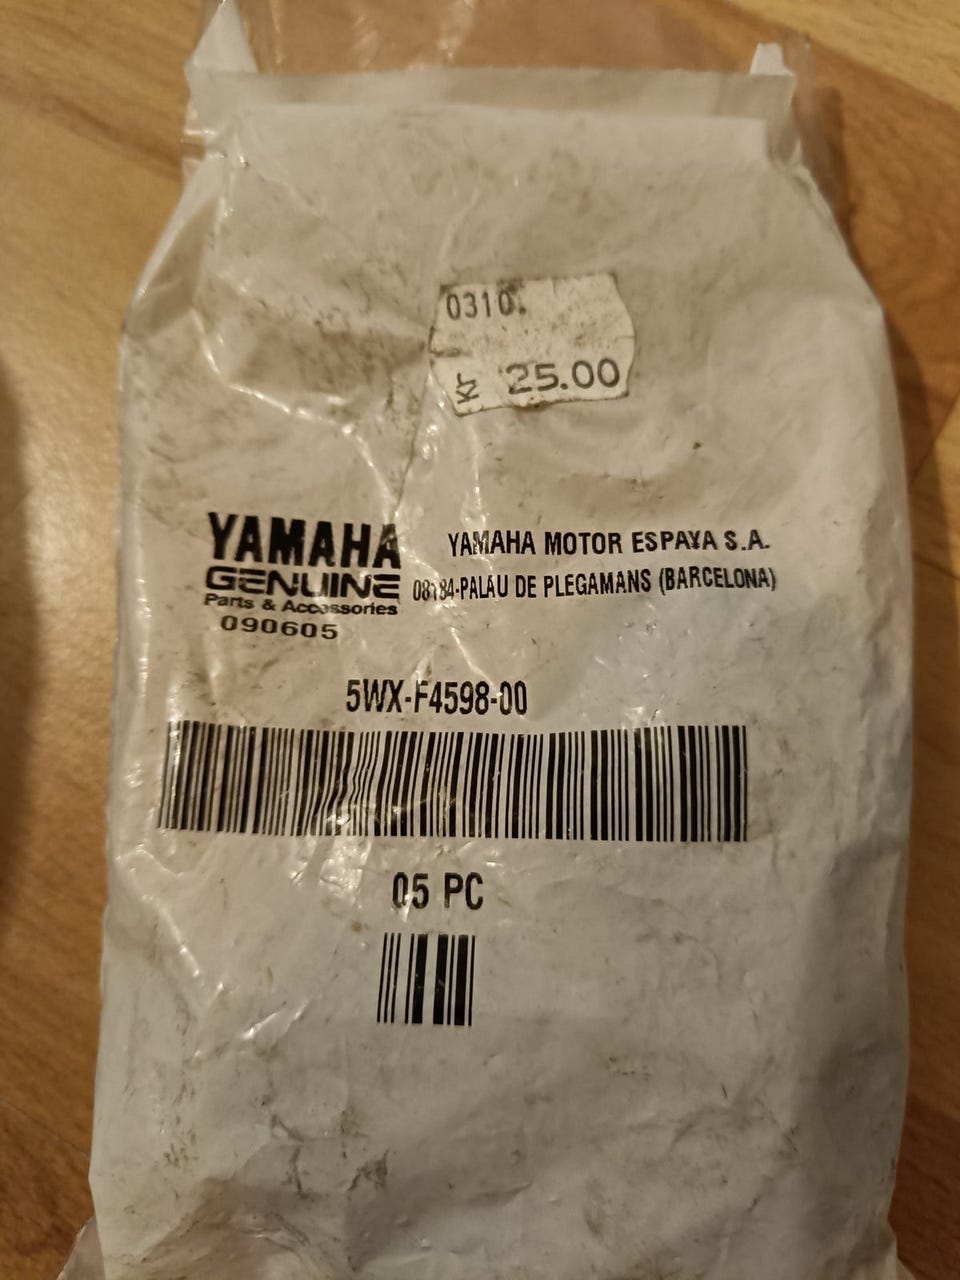 0310.
Kr 25.00
YAMAHA
GENUINE
Parts & Accessories
090605
YAMAHA MOTOR ESPAYA S.A.
08184-PALAU DE PLEGAMANS (BARCELONA)
5WX-F4598-00
05 PC